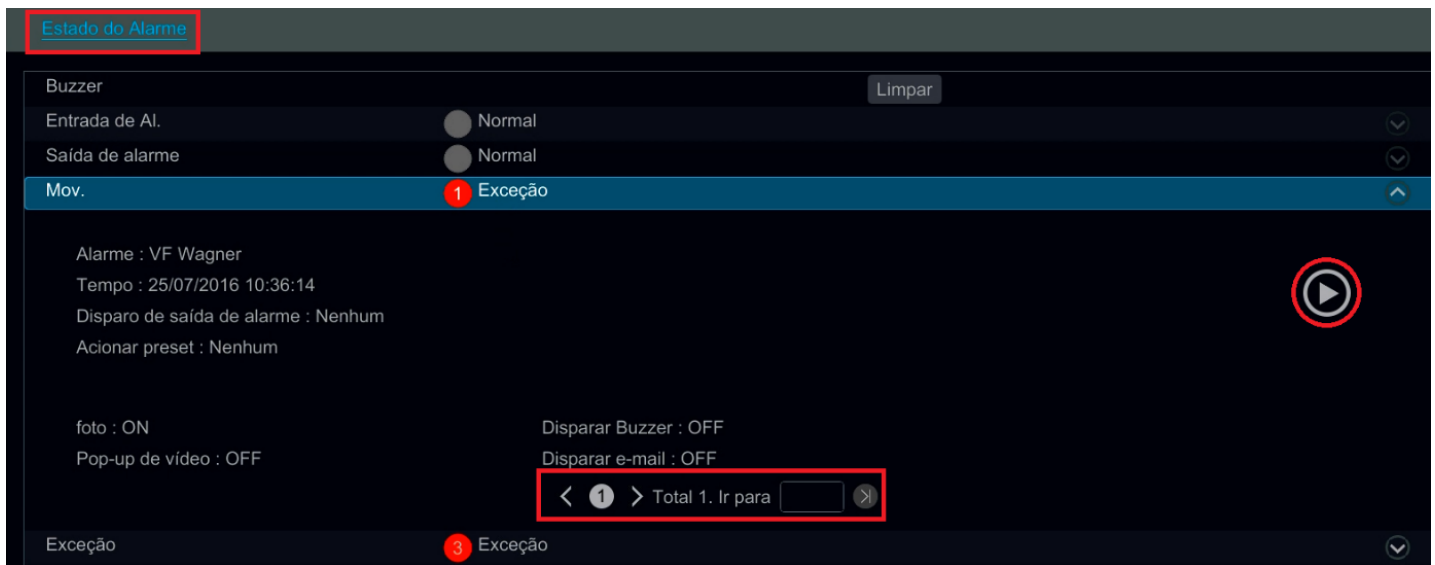 Estado do Alarme
Buzzer Limpar
Entrada de Al. Normal
Saída de alarme Normal
Mov. 1 Exceção
Alarme : VF Wagner
Tempo : 25/07/2016 10:36:14
Disparo de saída de alarme : Nenhum
Acionar preset : Nenhum
foto : ON Disparar Buzzer : OFF
Pop-up de vídeo : OFF Disparar e-mail : OFF
1 Total 1. Ir para
Exceção 3 Exceção